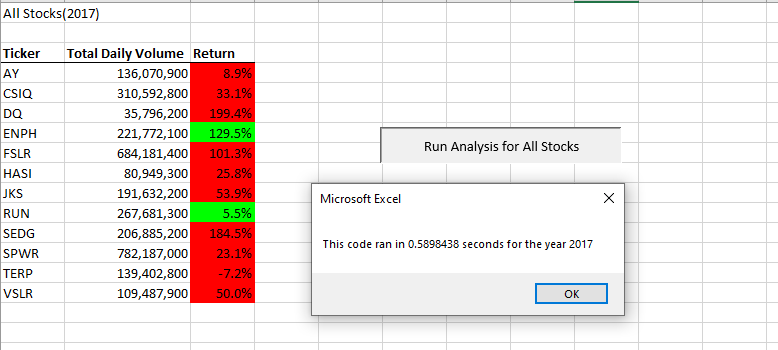 All Stocks(2017)
Ticker Total Daily Volume Return
AY 136,070,900 8.9%
CSIQ 310,592,800 33.1%
DQ 35,796,200 199.4%
ENPH 221,772,100 129.5%
FSLR 684,181,400 101.3%
HASI 80,949,300 25.8%
JKS 191,632,200 53.9%
RUN 267,681,300 5.5%
SEDG 206,885,200 184.5%
SPWR 782,187,000 23.1%
TERP 139,402,800 -7.2%
VSLR 109,487,900 50.0%
Run Analysis for All Stocks
Microsoft Excel
This code ran in 0.5898438 seconds for the year 2017
OK